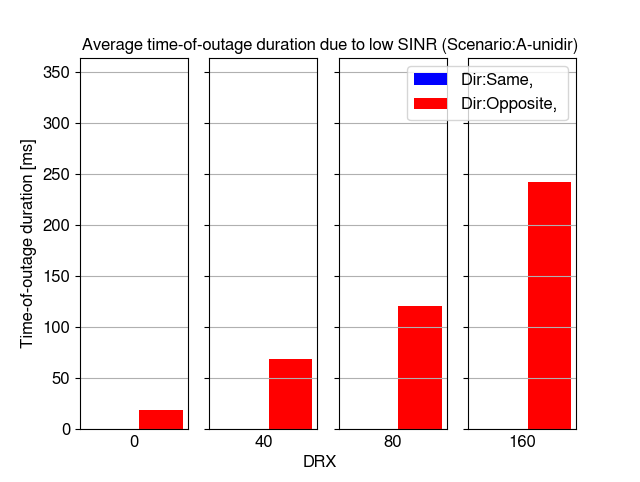 Average time-of-outage duration due to low SINR (Scenario:A-unidir)
Time-of-outage duration [ms]
350
300
250
200
150
100
50
0
Dir:Same,
Dir:Opposite,
0
40
80
160
DRX